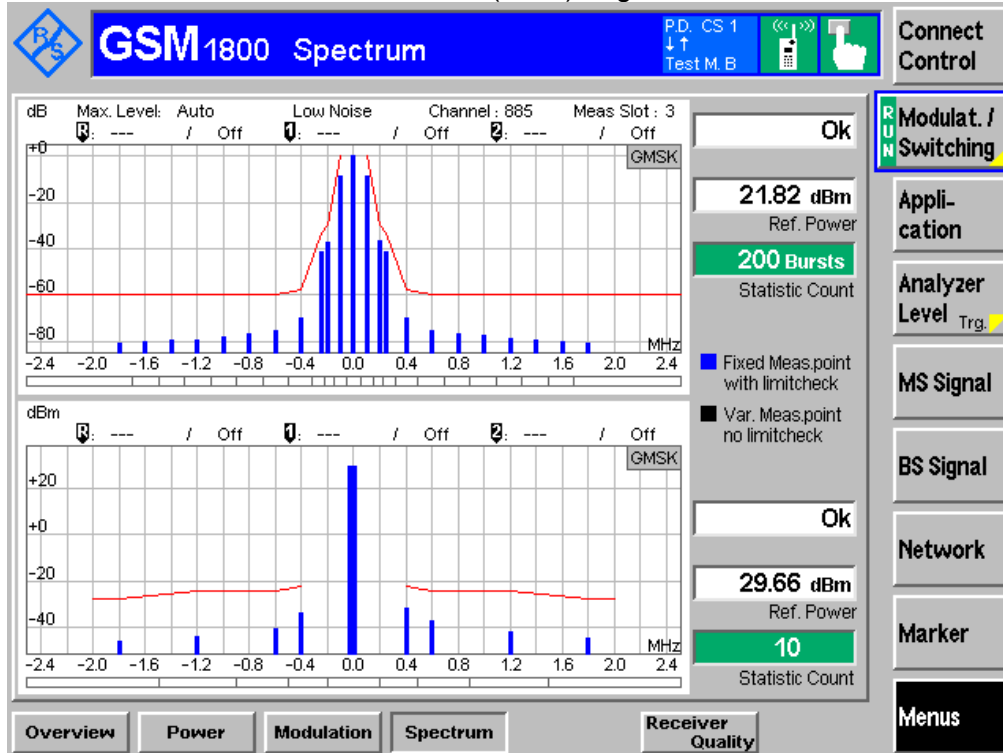 R/S
GSM 1800 Spectrum
P.D. CS 1
↓↑
Test M. B
Connect Control
dB Max. Level: Auto Low Noise Channel : 885 Meas Slot : 3
R: --- / Off 1: --- / Off 2: --- / Off
GMSK
+0
-20
-40
-60
-80
MHz
-2.4 -2.0 -1.6 -1.2 -0.8 -0.4 0.0 0.4 0.8 1.2 1.6 2.0 2.4
Ok
21.82 dBm
Ref. Power
200 Bursts
Statistic Count
Fixed Meas.point
with limitcheck
Var. Meas.point
no limitcheck
dBm
R: --- / Off 1: --- / Off 2: --- / Off
GMSK
+20
+0
-20
-40
MHz
-2.4 -2.0 -1.6 -1.2 -0.8 -0.4 0.0 0.4 0.8 1.2 1.6 2.0 2.4
Ok
29.66 dBm
Ref. Power
10
Statistic Count
RUN
Modulat. /
Switching
Appli-
cation
Analyzer
Level Trg.
MS Signal
BS Signal
Network
Marker
Menus
Overview Power Modulation Spectrum Receiver
Quality